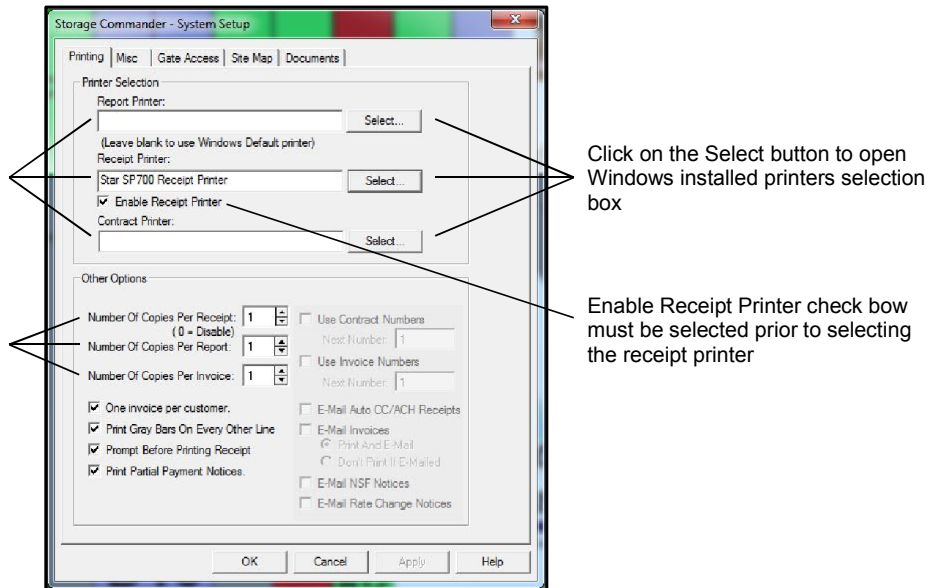 Storage Commander - System Setup
Printing Misc Gate Access Site Map Documents
Printer Selection
Report Printer:
Select...
(Leave blank to use Windows Default printer)
Receipt Printer:
Star SP700 Receipt Printer Select...
Enable Receipt Printer
Contract Printer:
Select...
Other Options
Number Of Copies Per Receipt: 1
( 0 = Disable)
Number Of Copies Per Report: 1
Number Of Copies Per Invoice: 1
One invoice per customer.
Print Gray Bars On Every Other Line
Prompt Before Printing Receipt
Print Partial Payment Notices.
Use Contract Numbers
Next Number: 1
Use Invoice Numbers
Next Number: 1
E-Mail Auto CC/ACH Receipts
E-Mail Invoices
Print And E-Mail
Don't Print If E-Mailed
E-Mail NSF Notices
E-Mail Rate Change Notices
OK Cancel Apply Help
Click on the Select button to open
Windows installed printers selection
box
Enable Receipt Printer check bow
must be selected prior to selecting
the receipt printer